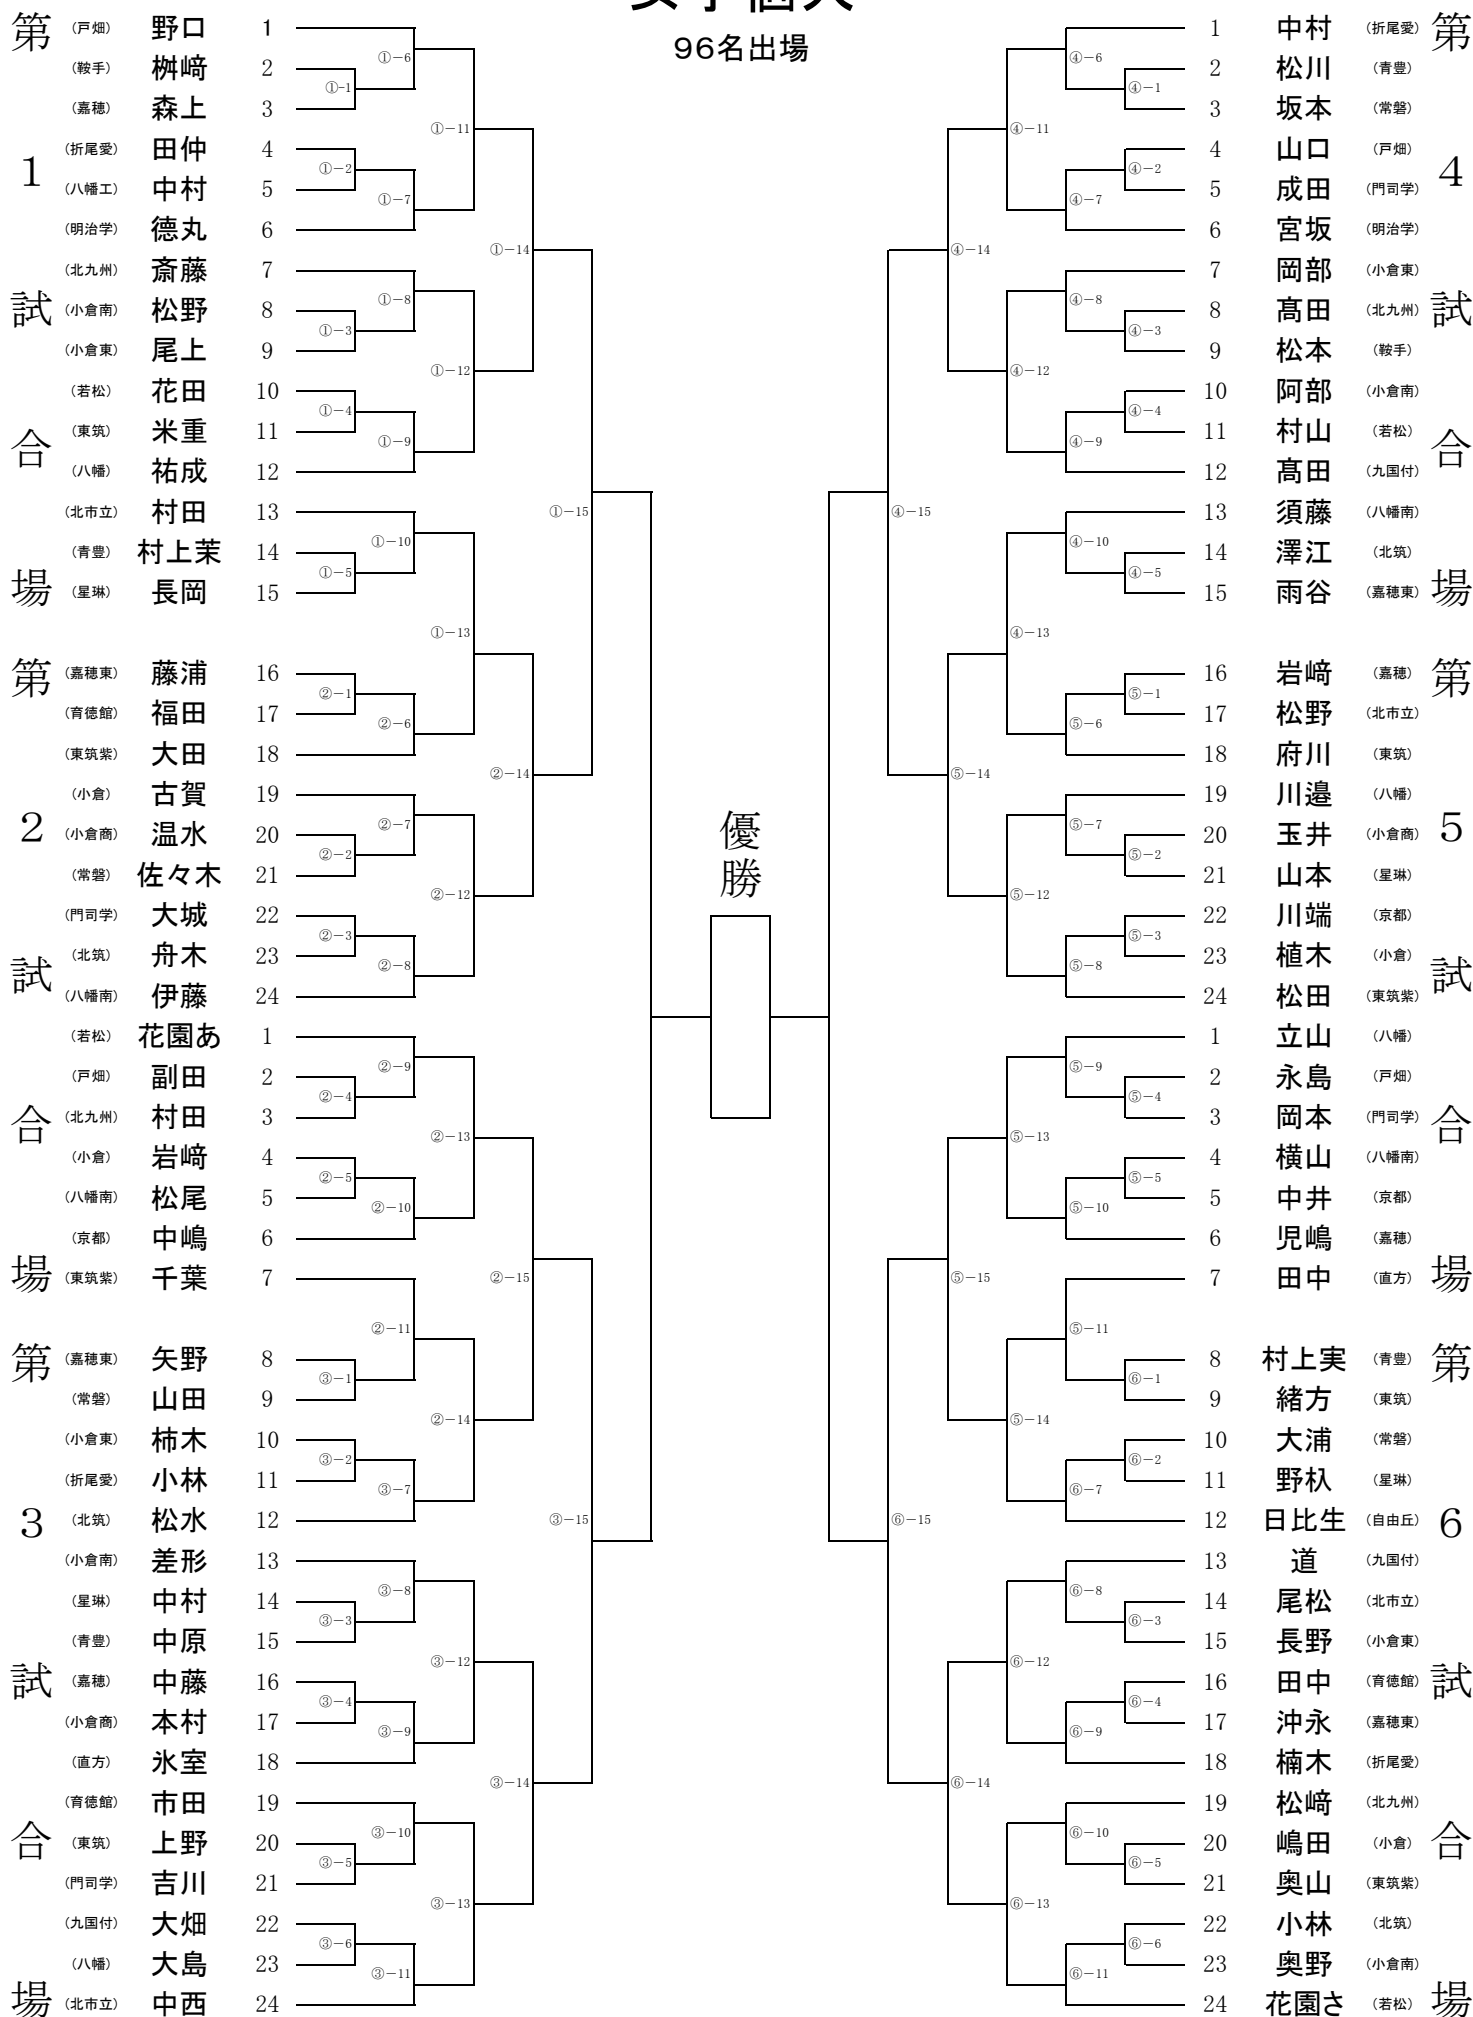 女子個人
96名出場
優勝
第1試合場
(戸畑) 野口 1
(鞍手) 桝﨑 2
(嘉穂) 森上 3
(折尾愛) 田仲 4
(八幡工) 中村 5
(明治学) 德丸 6
(北九州) 斎藤 7
(小倉南) 松野 8
(小倉東) 尾上 9
(若松) 花田 10
(東筑) 米重 11
(八幡) 祐成 12
(北市立) 村田 13
(青豊) 村上茉 14
(星琳) 長岡 15
第2試合場
(嘉穂東) 藤浦 16
(育徳館) 福田 17
(東筑紫) 大田 18
(小倉) 古賀 19
(小倉商) 温水 20
(常磐) 佐々木 21
(門司学) 大城 22
(北筑) 舟木 23
(八幡南) 伊藤 24
(若松) 花園あ 1
(戸畑) 副田 2
(北九州) 村田 3
(小倉) 岩﨑 4
(八幡南) 松尾 5
(京都) 中嶋 6
(東筑紫) 千葉 7
第3試合場
(嘉穂東) 矢野 8
(常磐) 山田 9
(小倉東) 柿木 10
(折尾愛) 小林 11
(北筑) 松水 12
(小倉南) 差形 13
(星琳) 中村 14
(青豊) 中原 15
(嘉穂) 中藤 16
(小倉商) 本村 17
(直方) 氷室 18
(育徳館) 市田 19
(東筑) 上野 20
(門司学) 吉川 21
(九国付) 大畑 22
(八幡) 大島 23
(北市立) 中西 24
①-6
①-1
①-11
①-2
①-7
①-14
①-8
①-3
①-12
①-4
①-9
①-15
①-10
①-5
①-13
②-1
②-6
②-14
②-7
②-2
②-12
②-3
②-8
②-9
②-4
②-13
②-5
②-10
②-15
②-11
③-1
②-14
③-2
③-7
③-15
③-8
③-3
③-12
③-4
③-9
③-14
③-10
③-5
③-13
③-6
③-11
第4試合場
1 中村 (折尾愛)
2 松川 (青豊)
3 坂本 (常磐)
4 山口 (戸畑)
5 成田 (門司学)
6 宮坂 (明治学)
7 岡部 (小倉東)
8 髙田 (北九州)
9 松本 (鞍手)
10 阿部 (小倉南)
11 村山 (若松)
12 髙田 (九国付)
13 須藤 (八幡南)
14 澤江 (北筑)
15 雨谷 (嘉穂東)
第5試合場
16 岩﨑 (嘉穂)
17 松野 (北市立)
18 府川 (東筑)
19 川邉 (八幡)
20 玉井 (小倉商)
21 山本 (星琳)
22 川端 (京都)
23 植木 (小倉)
24 松田 (東筑紫)
1 立山 (八幡)
2 永島 (戸畑)
3 岡本 (門司学)
4 横山 (八幡南)
5 中井 (京都)
6 児嶋 (嘉穂)
7 田中 (直方)
第6試合場
8 村上実 (青豊)
9 緒方 (東筑)
10 大浦 (常磐)
11 野杁 (星琳)
12 日比生 (自由丘)
13 道 (九国付)
14 尾松 (北市立)
15 長野 (小倉東)
16 田中 (育徳館)
17 沖永 (嘉穂東)
18 楠木 (折尾愛)
19 松﨑 (北九州)
20 嶋田 (小倉)
21 奥山 (東筑紫)
22 小林 (北筑)
23 奥野 (小倉南)
24 花園さ (若松)
④-6
④-1
④-11
④-2
④-7
④-14
④-8
④-3
④-12
④-4
④-9
④-15
④-10
④-5
④-13
⑤-1
⑤-6
⑤-14
⑤-7
⑤-2
⑤-12
⑤-3
⑤-8
⑤-9
⑤-4
⑤-13
⑤-5
⑤-10
⑤-15
⑤-11
⑥-1
⑤-14
⑥-2
⑥-7
⑥-15
⑥-8
⑥-3
⑥-12
⑥-4
⑥-9
⑥-14
⑥-10
⑥-5
⑥-13
⑥-6
⑥-11